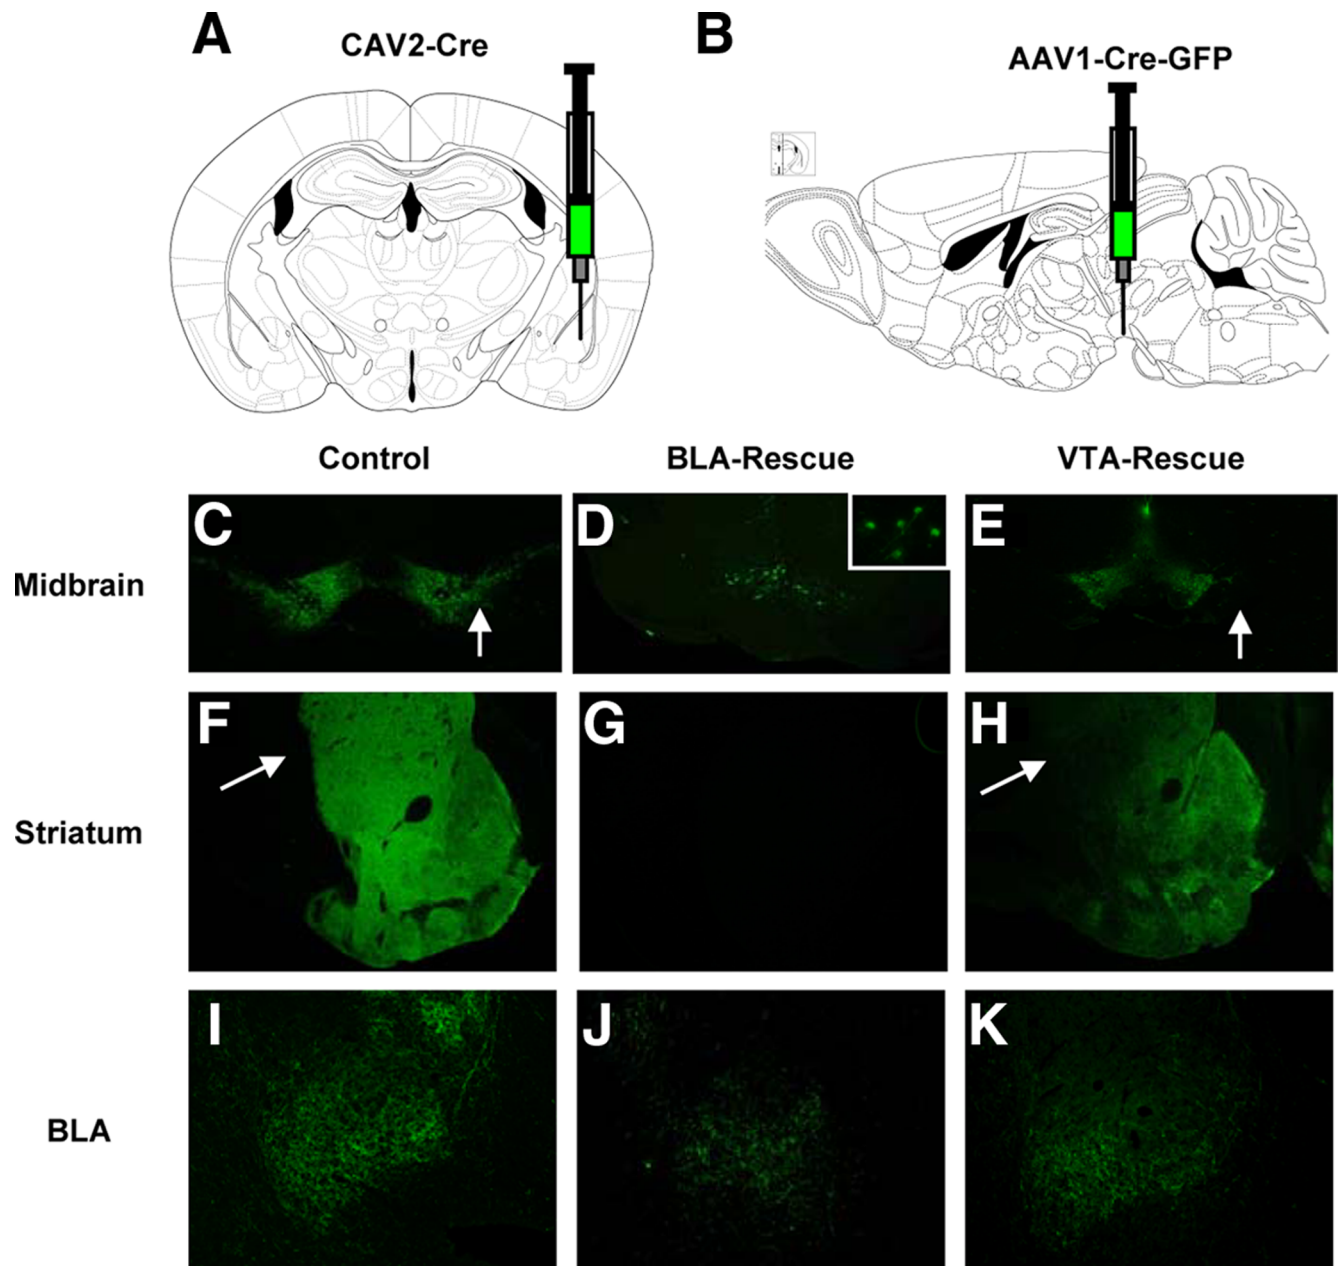 A
CAV2-Cre
B
AAV1-Cre-GFP
Control
BLA-Rescue
VTA-Rescue
Midbrain
C
D
E
Striatum
F
G
H
BLA
I
J
K